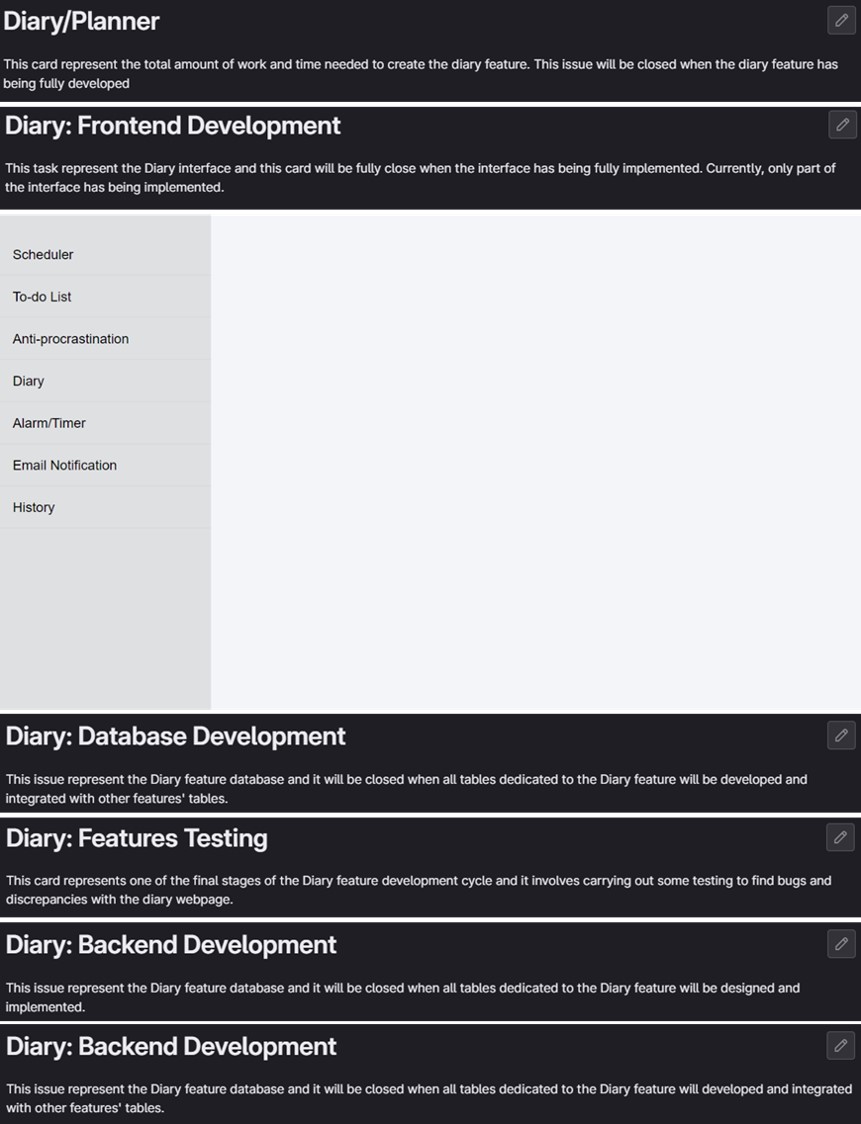 Diary/Planner
This card represent the total amount of work and time needed to create the diary feature. This issue will be closed when the diary feature has
being fully developed
Diary: Frontend Development
This task represent the Diary interface and this card will be fully close when the interface has being fully implemented. Currently, only part of
the interface has being implemented.
Scheduler
To-do List
Anti-procrastination
Diary
Alarm/Timer
Email Notification
History
Diary: Database Development
This issue represent the Diary feature database and it will be closed when all tables dedicated to the Diary feature will be developed and
integrated with other features' tables.
Diary: Features Testing
This card represents one of the final stages of the Diary feature development cycle and it involves carrying out some testing to find bugs and
discrepancies with the diary webpage.
Diary: Backend Development
This issue represent the Diary feature database and it will be closed when all tables dedicated to the Diary feature will be designed and
implemented.
Diary: Backend Development
This issue represent the Diary feature database and it will be closed when all tables dedicated to the Diary feature will developed and integrated
with other features' tables.